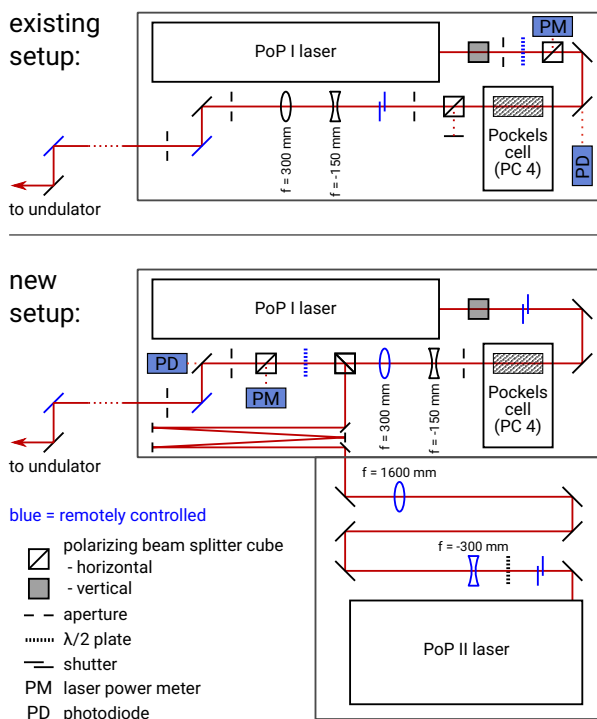 existing
setup:
PoP I laser
PM
f = 300 mm
f = -150 mm
Pockels
cell
(PC 4)
PD
to undulator
new
setup:
PoP I laser
PD
PM
f = 300 mm
f = -150 mm
Pockels
cell
(PC 4)
to undulator
f = 1600 mm
blue = remotely controlled
f = -300 mm
polarizing beam splitter cube
- horizontal
- vertical
aperture
λ/2 plate
shutter
PM laser power meter
PD photodiode
PoP II laser